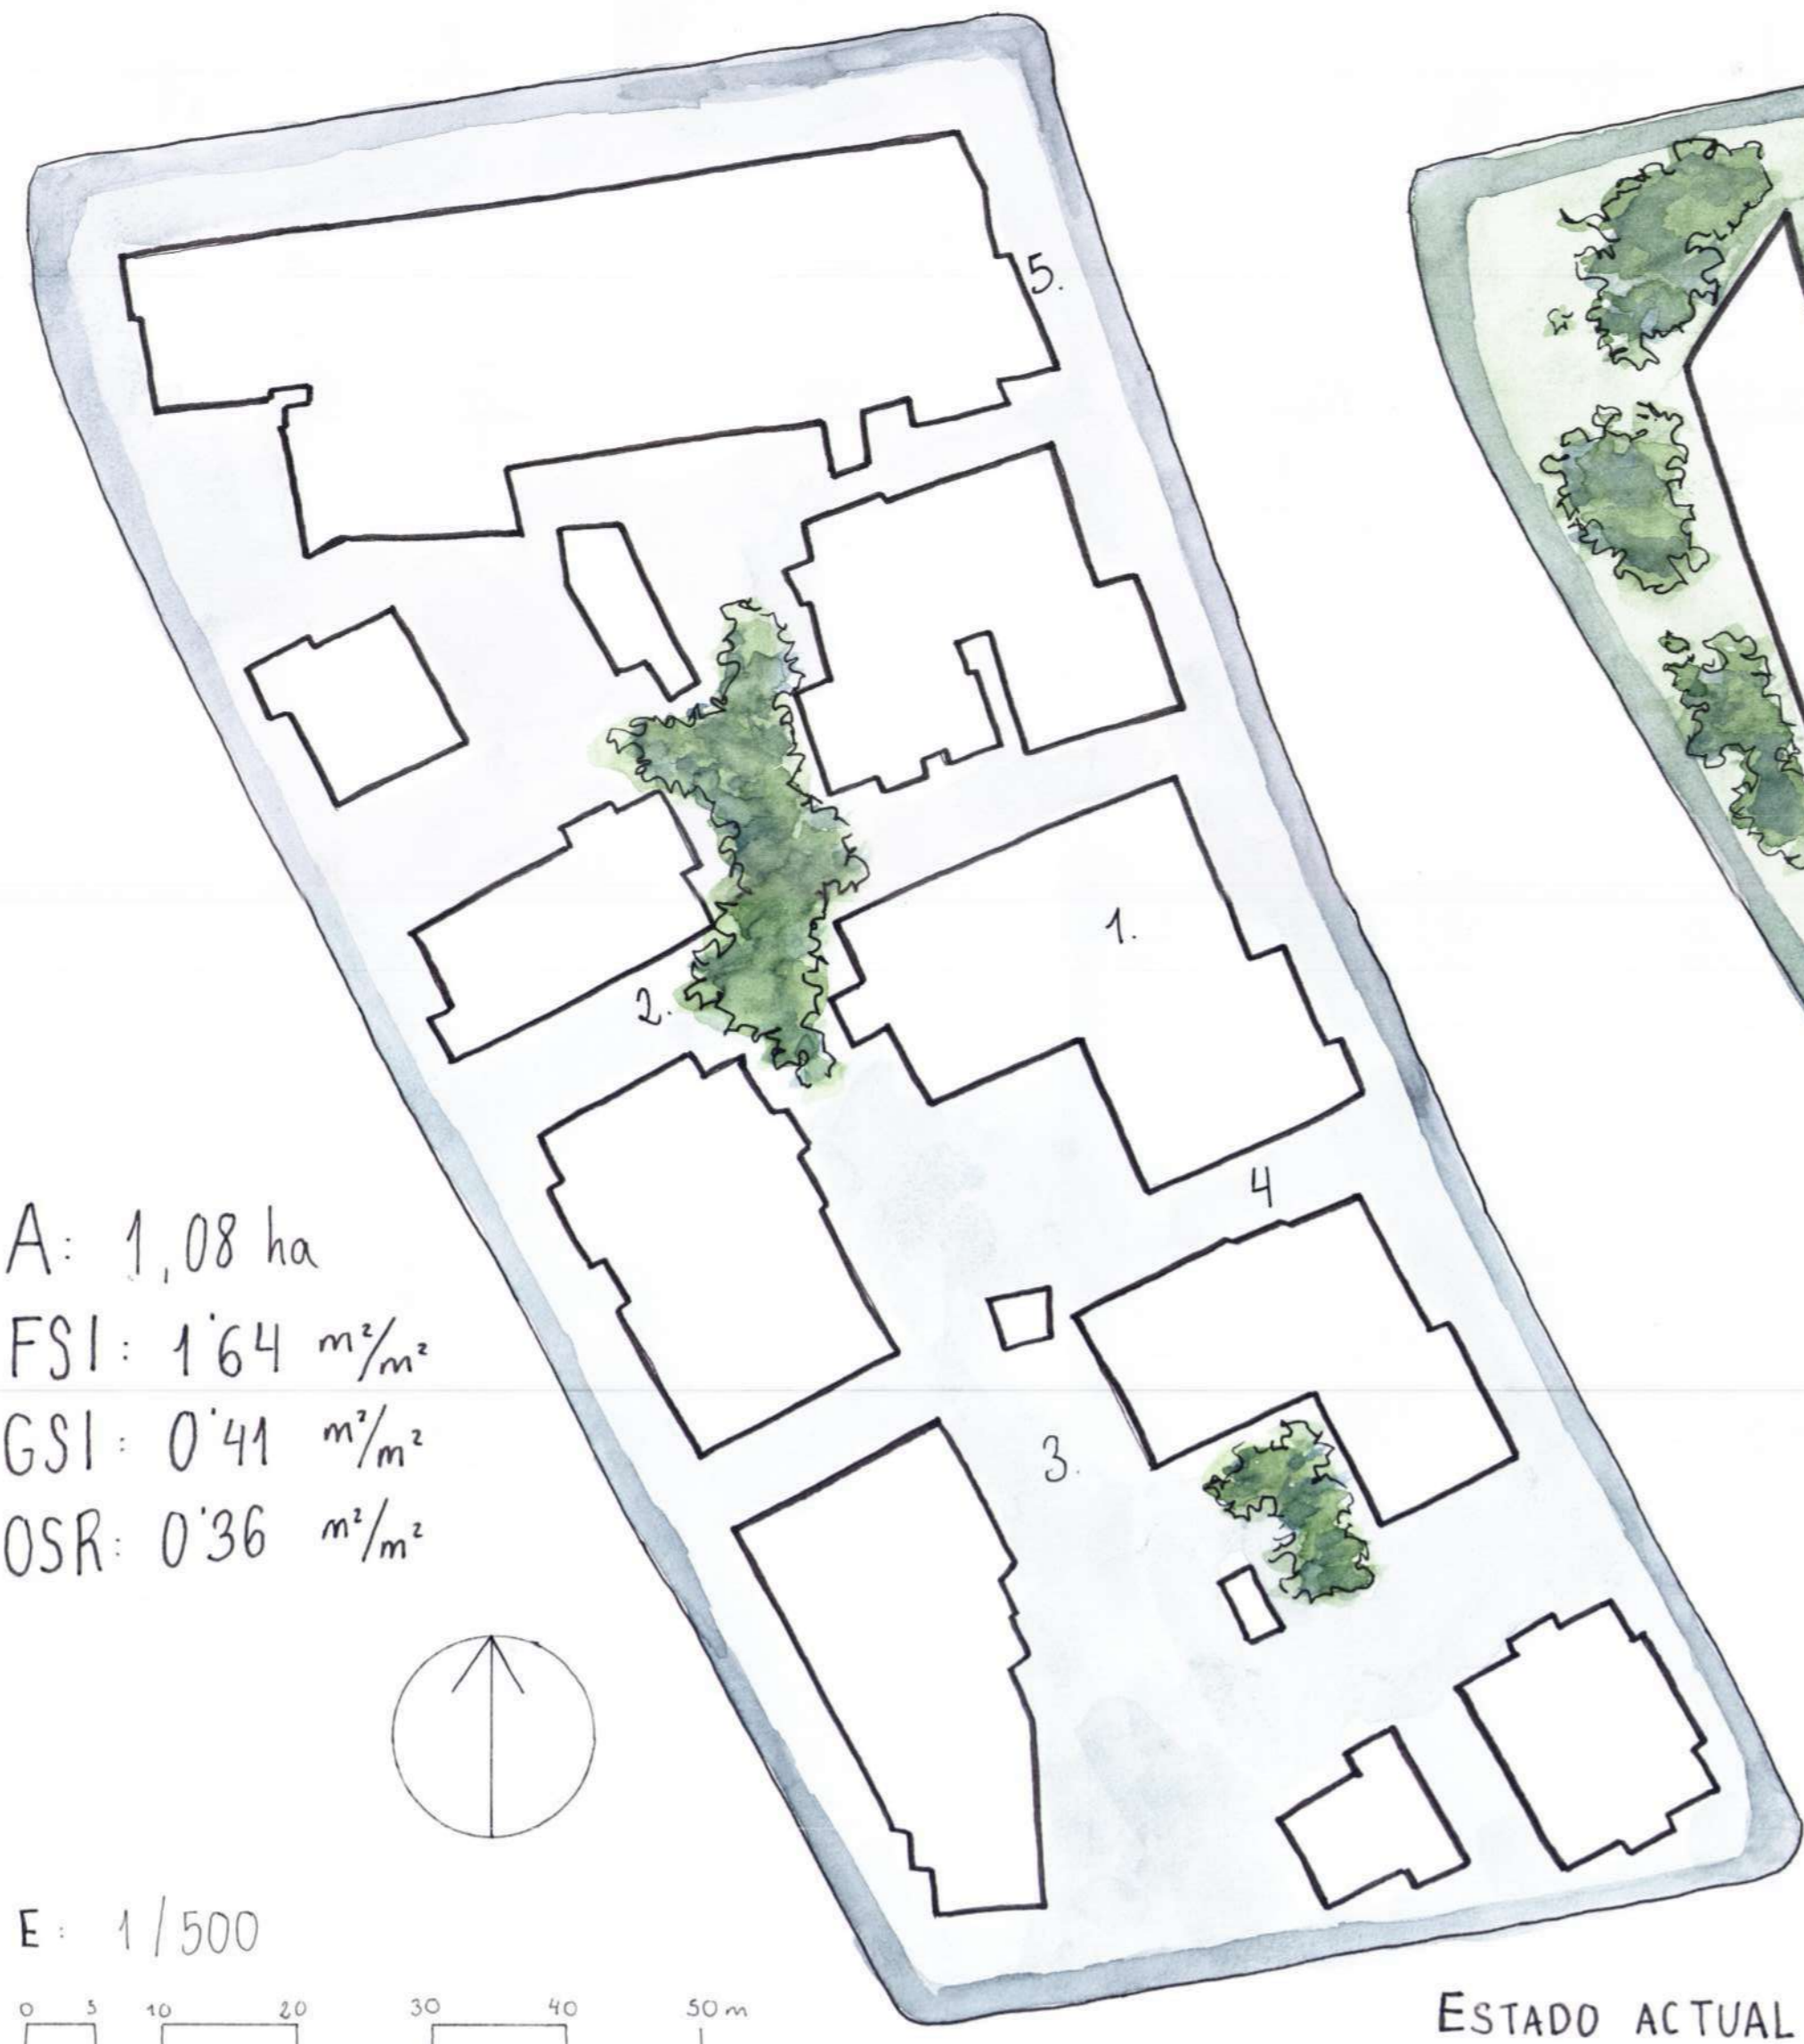 5.
1.
2.
4
3.
A: 1,08 ha
FSI: 1'64 m²/m²
GSI: 0'41 m²/m²
OSR: 0'36 m²/m²
E: 1/500
0 5 10 20 30 40 50 m
ESTADO ACTUAL